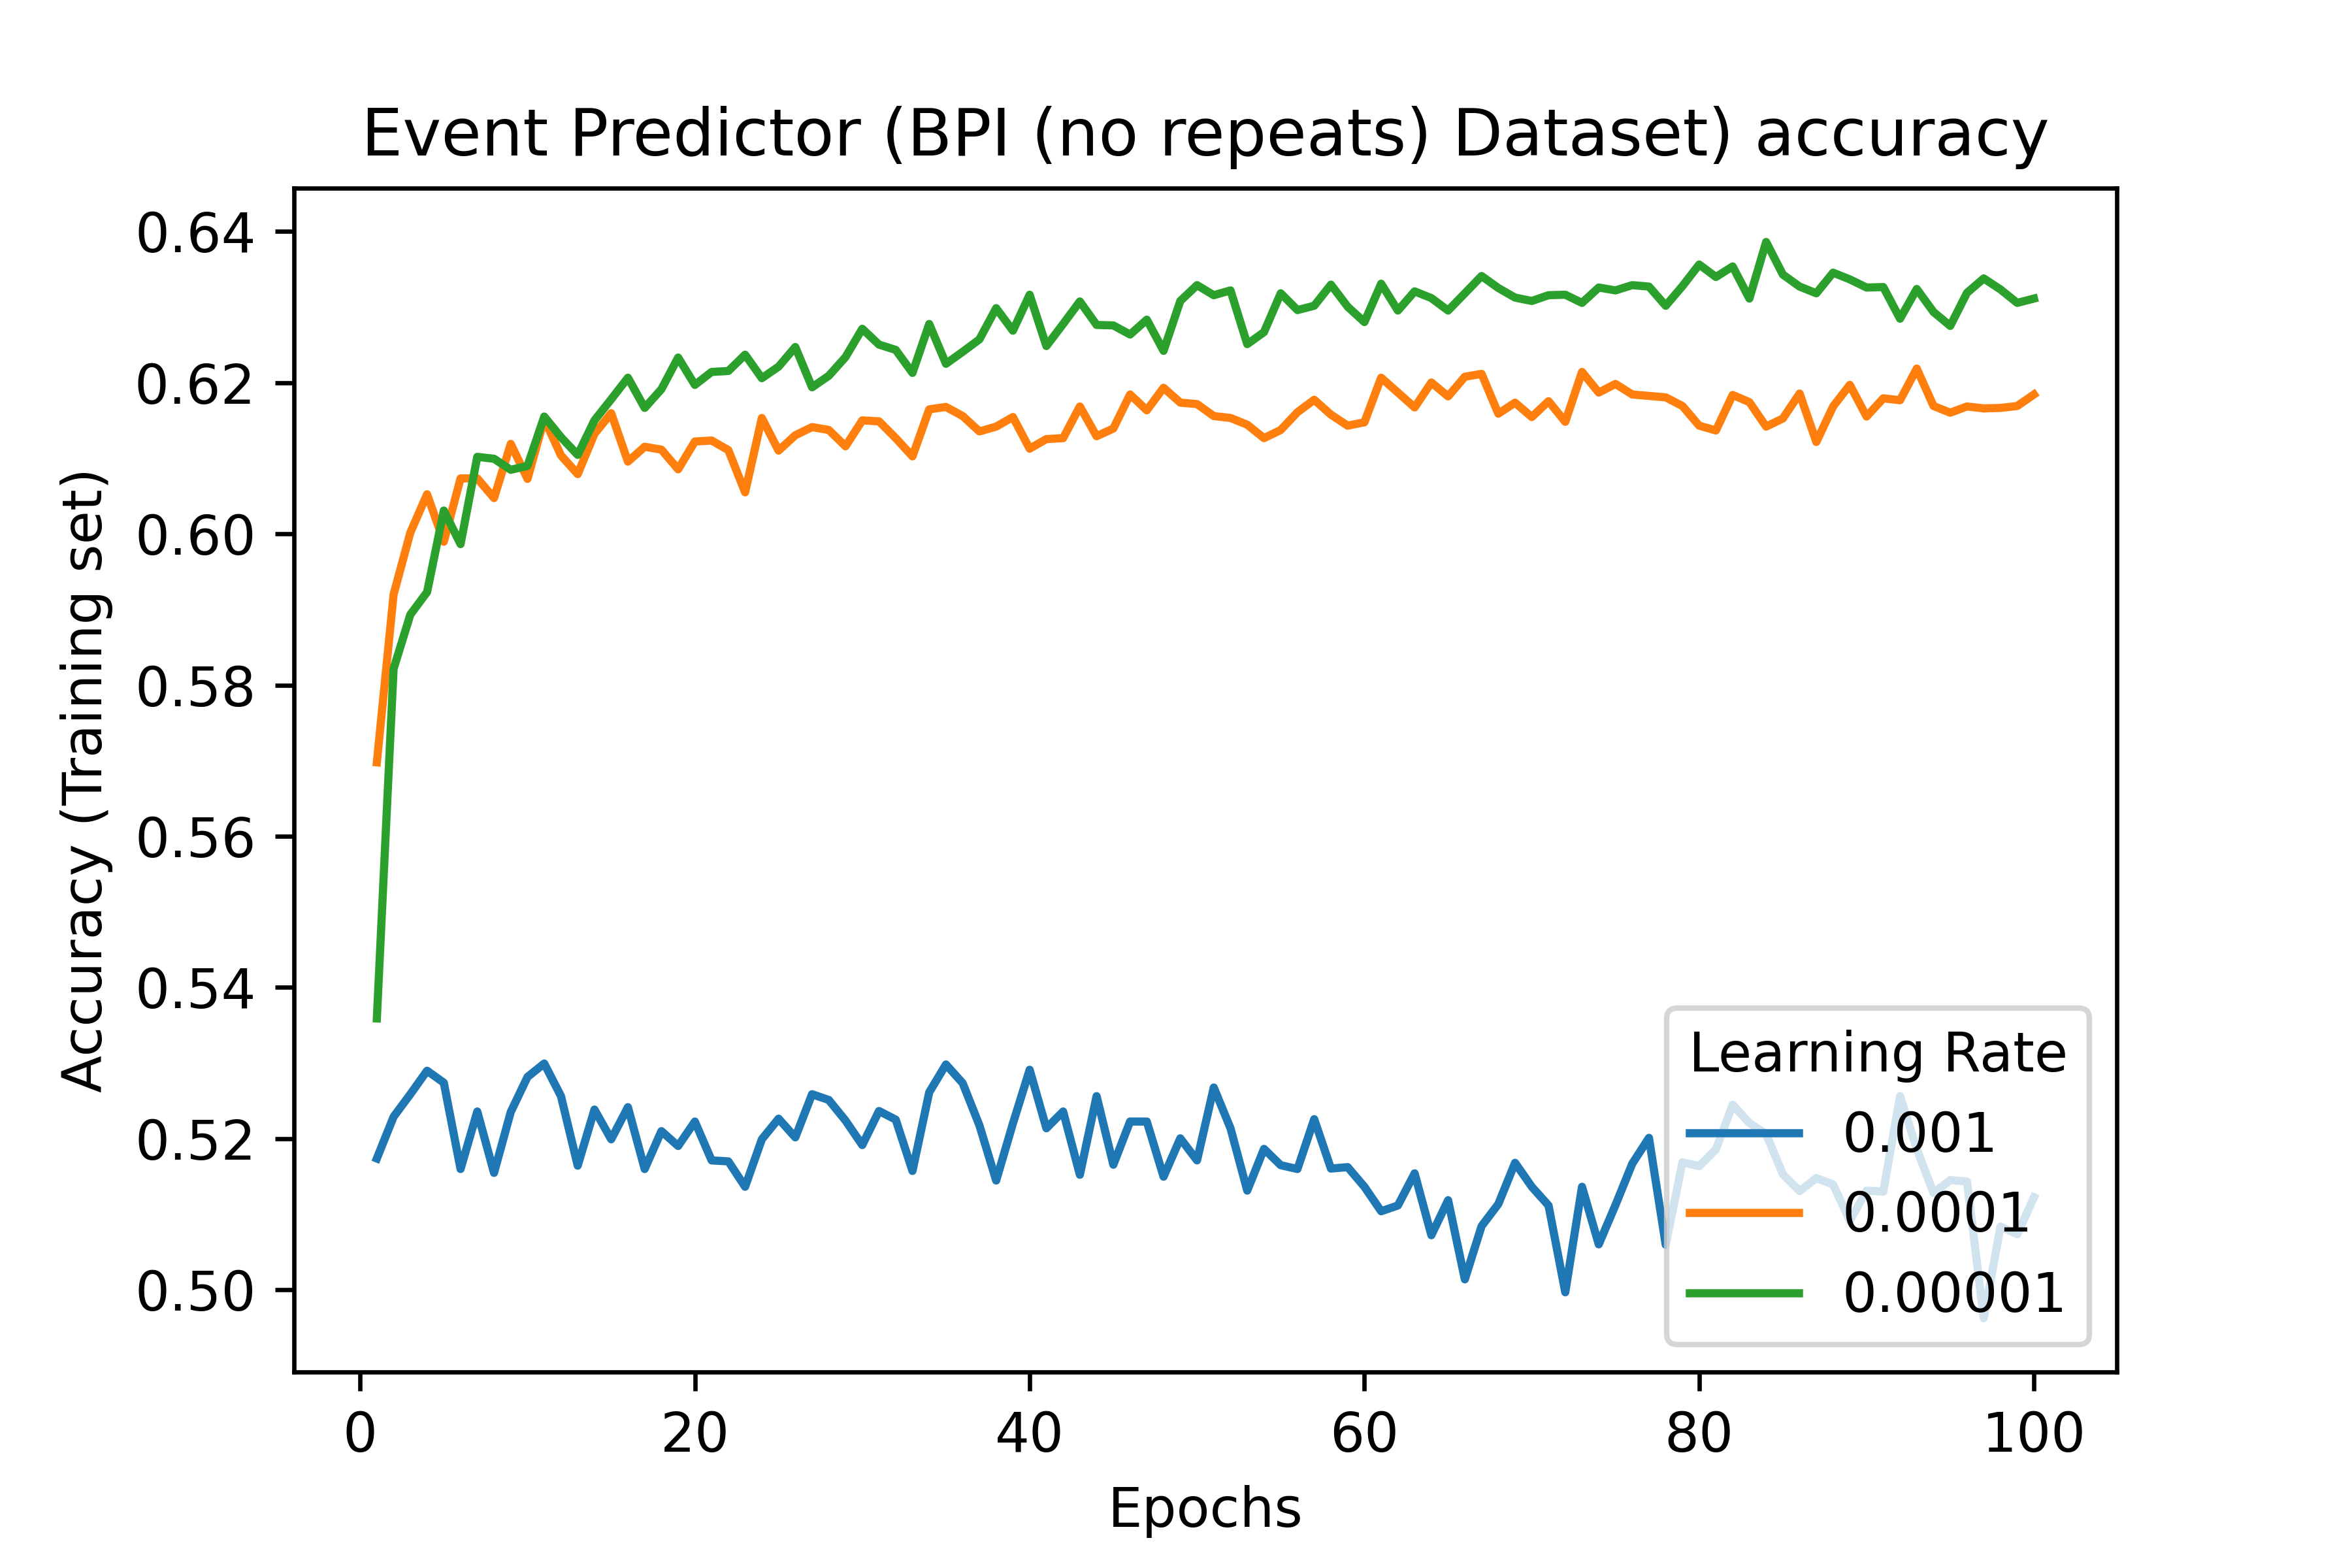 Event Predictor (BPI (no repeats) Dataset) accuracy
Accuracy (Training set)
0.64
0.62
0.60
0.58
0.56
0.54
0.52
0.50
Learning Rate
0.001
0.0001
0.00001
0 20 40 60 80 100
Epochs